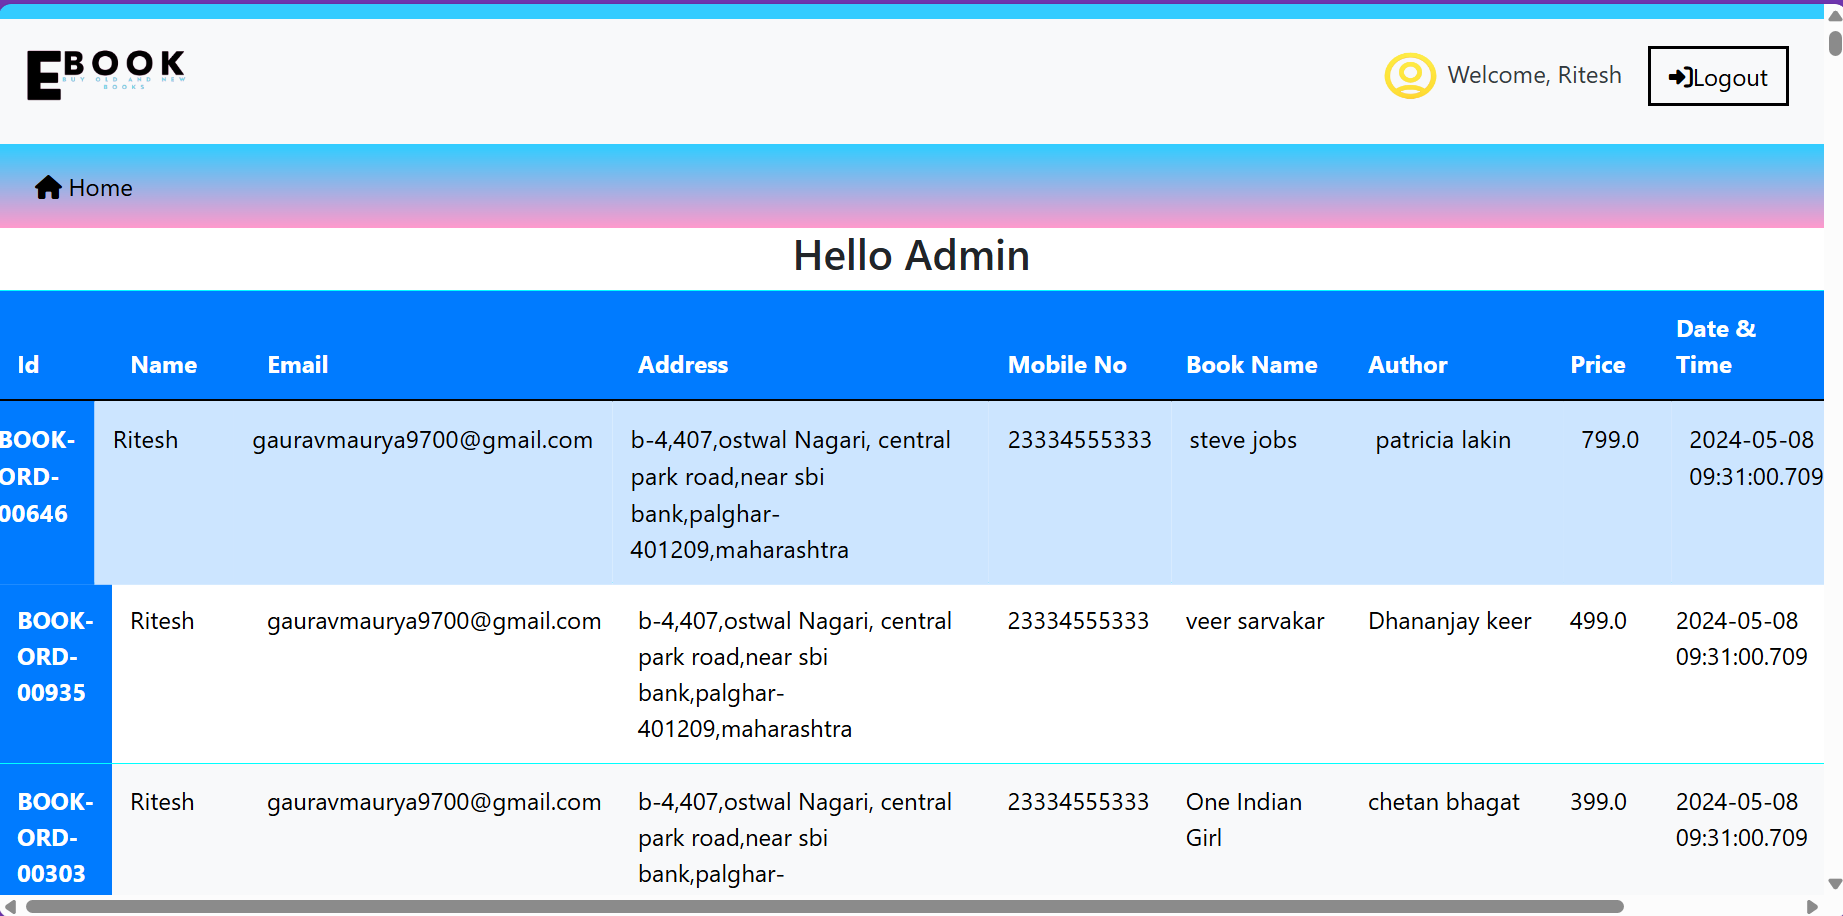 EBOOK
BUY OLD AND NEW
BOOKS
Welcome, Ritesh
Logout
Home
Hello Admin
Id Name Email Address Mobile No Book Name Author Price Date & Time
BOOK-ORD-00646 Ritesh gauravmaurya9700@gmail.com b-4,407,ostwal Nagari, central park road,near sbi bank,palghar-401209,maharashtra 23334555333 steve jobs patricia lakin 799.0 2024-05-08 09:31:00.709
BOOK-ORD-00935 Ritesh gauravmaurya9700@gmail.com b-4,407,ostwal Nagari, central park road,near sbi bank,palghar-401209,maharashtra 23334555333 veer sarvakar Dhananjay keer 499.0 2024-05-08 09:31:00.709
BOOK-ORD-00303 Ritesh gauravmaurya9700@gmail.com b-4,407,ostwal Nagari, central park road,near sbi bank,palghar- 23334555333 One Indian Girl chetan bhagat 399.0 2024-05-08 09:31:00.709